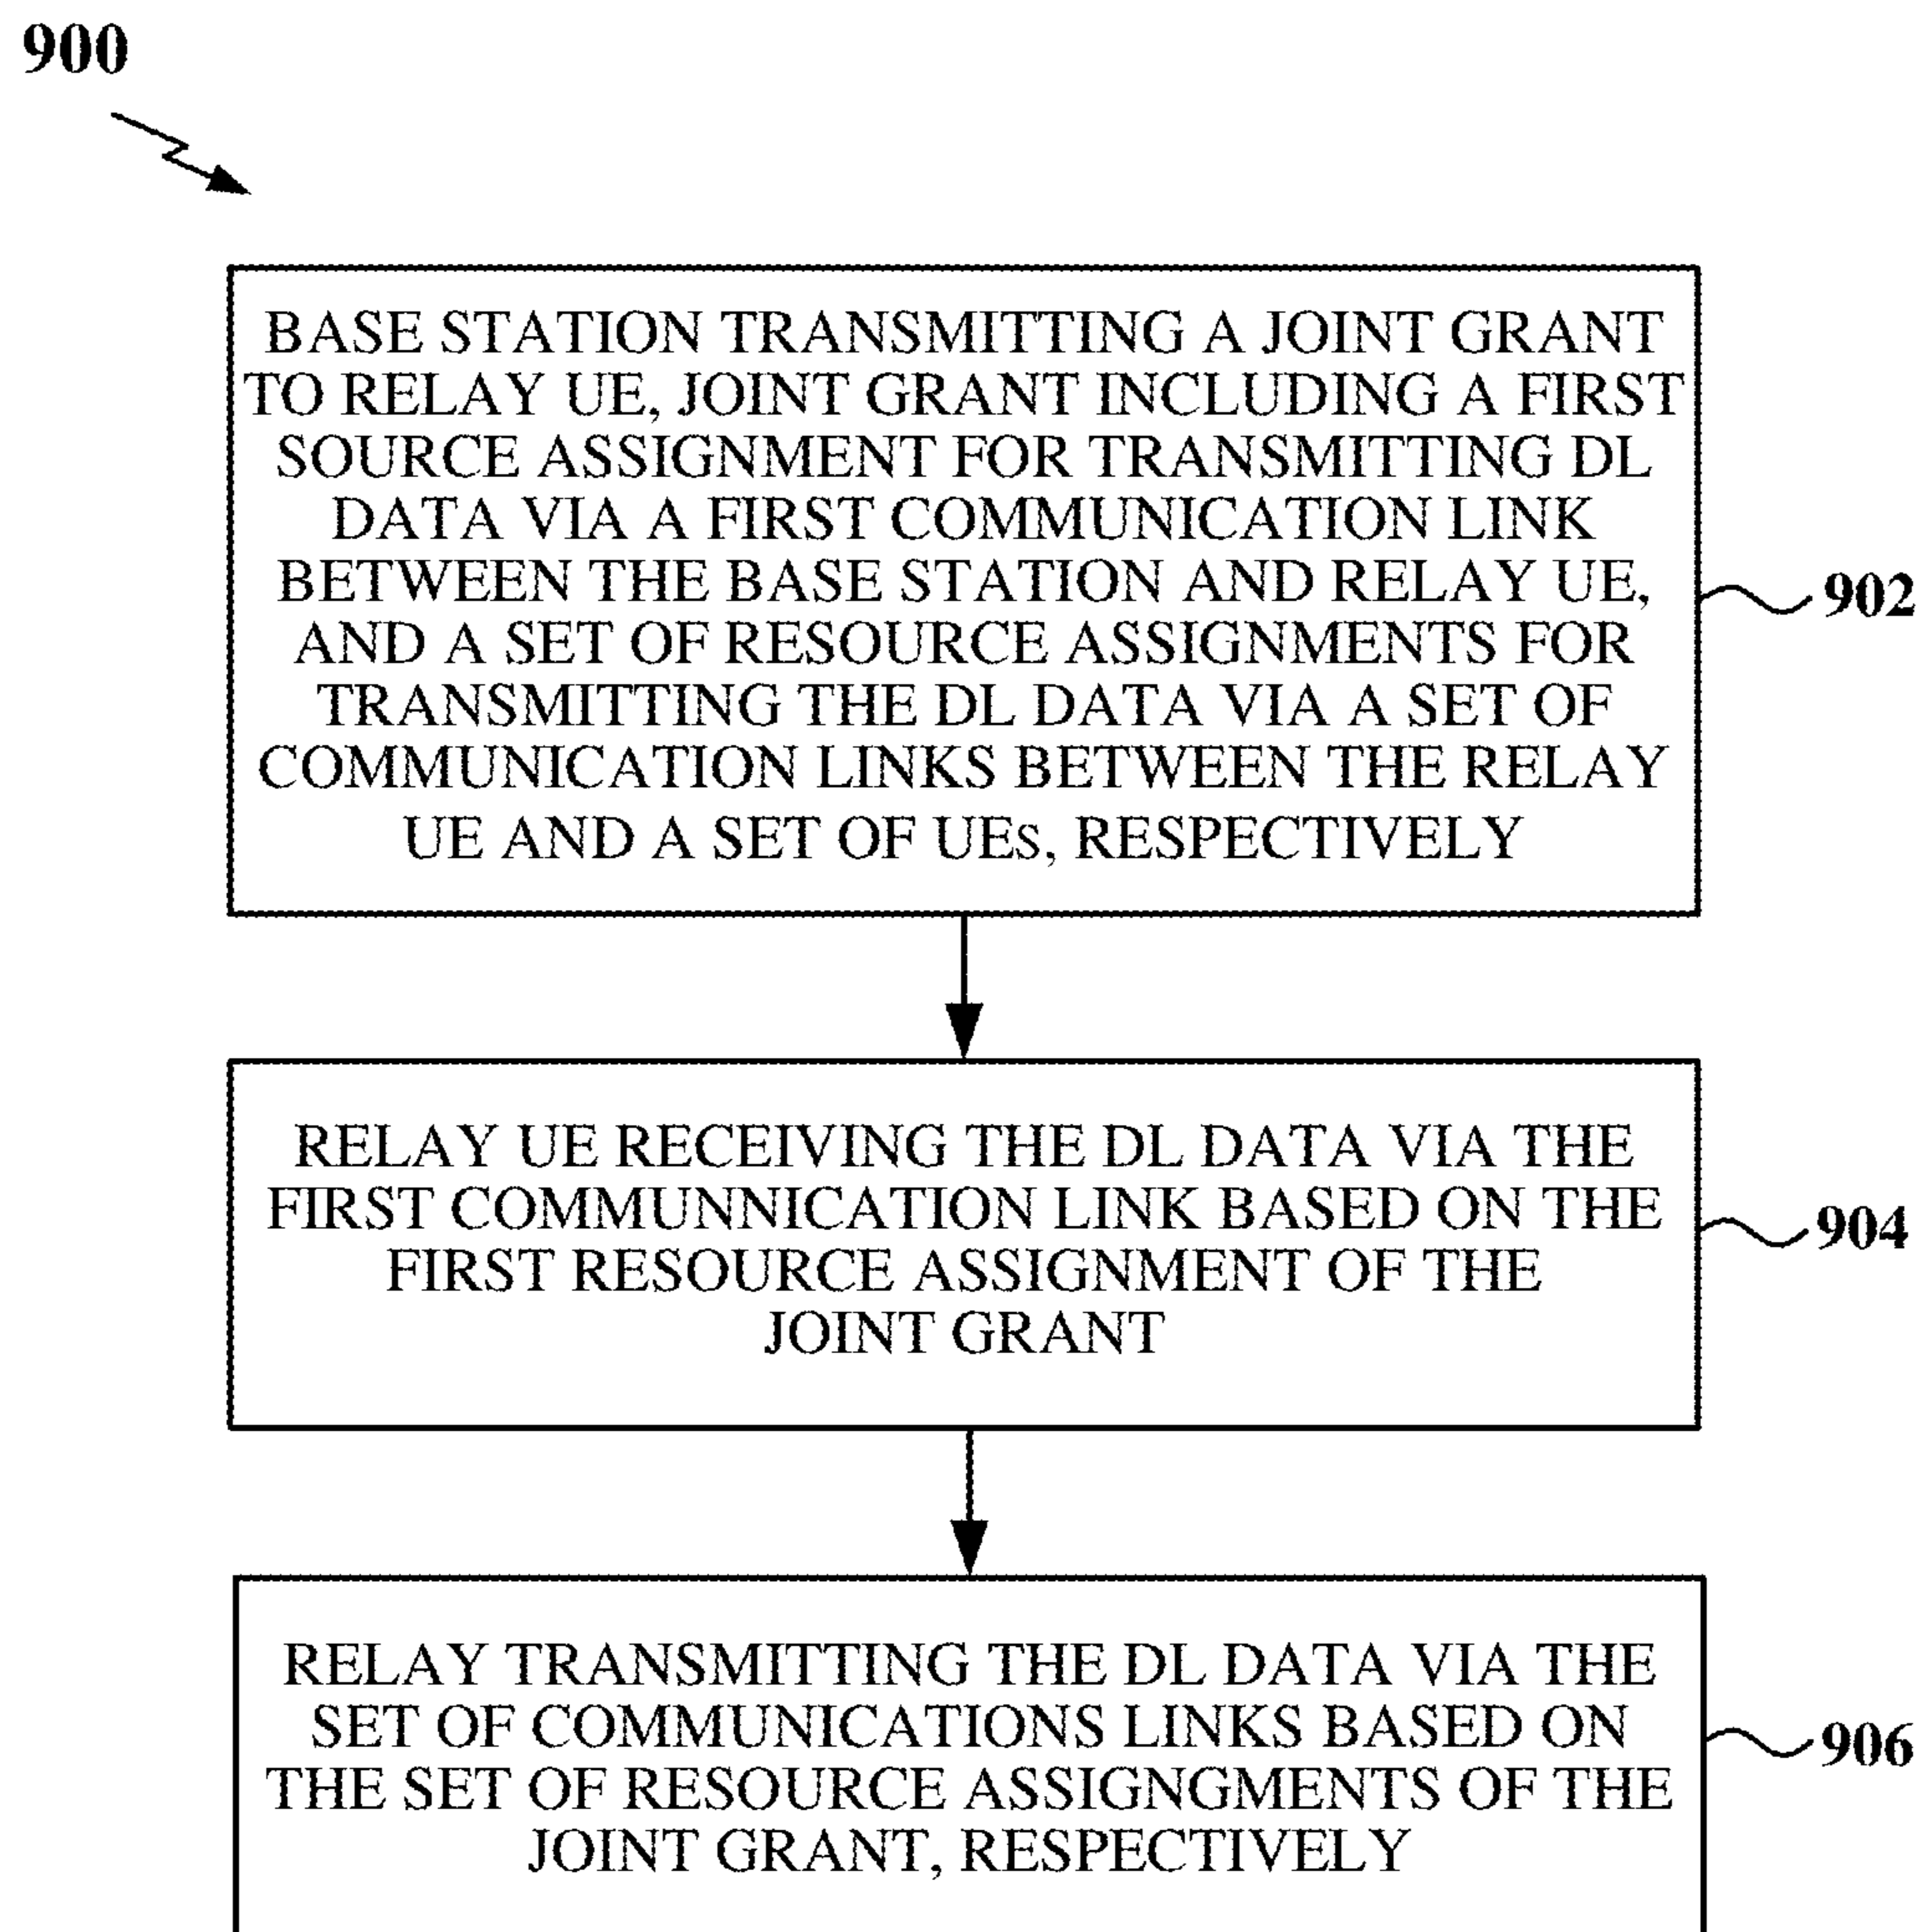 900
BASE STATION TRANSMITTING A JOINT GRANT
TO RELAY UE, JOINT GRANT INCLUDING A FIRST
SOURCE ASSIGNMENT FOR TRANSMITTING DL
DATA VIA A FIRST COMMUNICATION LINK
BETWEEN THE BASE STATION AND RELAY UE,
AND A SET OF RESOURCE ASSIGNMENTS FOR
TRANSMITTING THE DL DATA VIA A SET OF
COMMUNICATION LINKS BETWEEN THE RELAY
UE AND A SET OF UEs, RESPECTIVELY
902
RELAY UE RECEIVING THE DL DATA VIA THE
FIRST COMMUNNICATION LINK BASED ON THE
FIRST RESOURCE ASSIGNMENT OF THE
JOINT GRANT
904
RELAY TRANSMITTING THE DL DATA VIA THE
SET OF COMMUNICATIONS LINKS BASED ON
THE SET OF RESOURCE ASSIGNGMENTS OF THE
JOINT GRANT, RESPECTIVELY
906